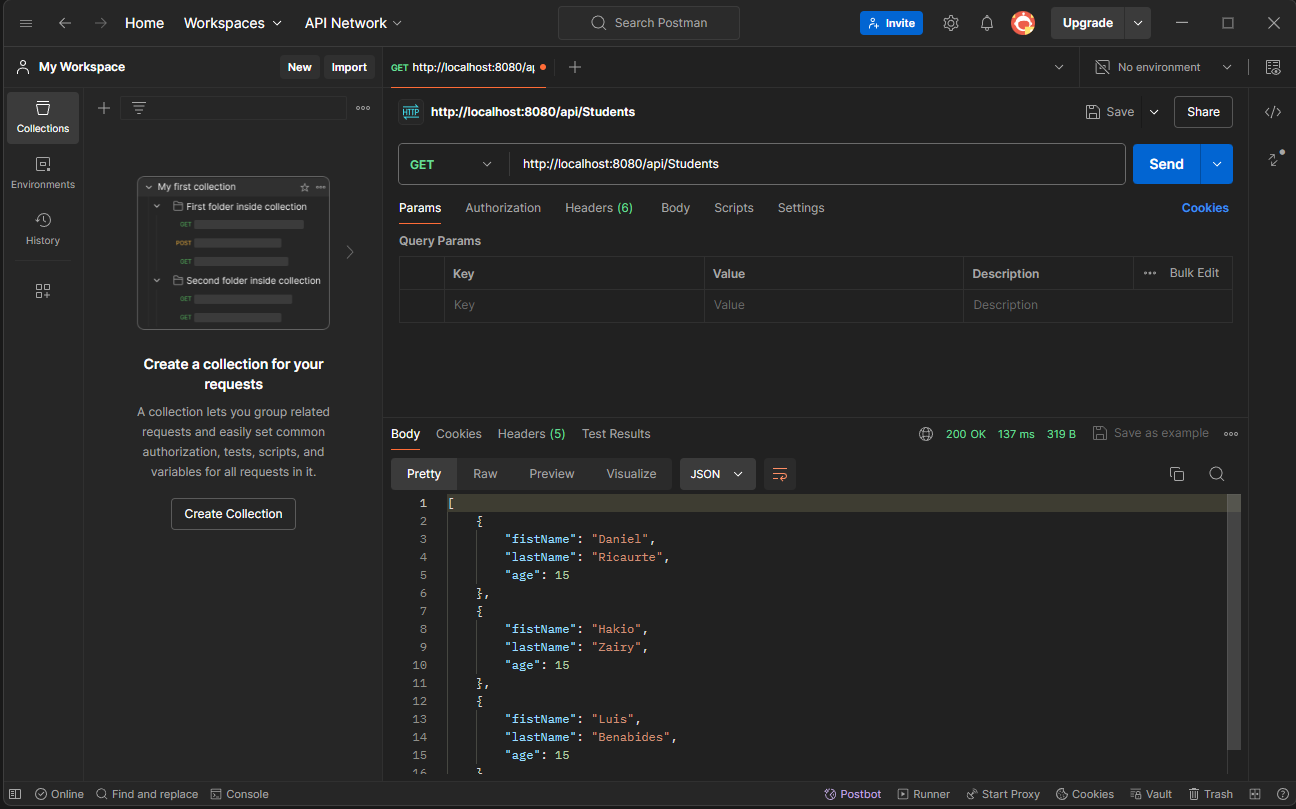 Home Workspaces API Network Search Postman Invite Upgrade
My Workspace New Import GET http://localhost:8080/a No environment
Collections
Environments
History
My first collection
First folder inside collection
GET
POST
GET
Second folder inside collection
GET
GET
Create a collection for your
requests
A collection lets you group related
requests and easily set common
authorization, tests, scripts, and
variables for all requests in it.
Create Collection
HTTP http://localhost:8080/api/Students Save Share
GET http://localhost:8080/api/Students Send
Params Authorization Headers (6) Body Scripts Settings Cookies
Query Params
Key Value Description Bulk Edit
Key Value Description
Body Cookies Headers (5) Test Results 200 OK 137 ms 319 B Save as example
Pretty Raw Preview Visualize JSON
1 [
2 {
3 "fistName": "Daniel",
4 "lastName": "Ricaurte",
5 "age": 15
6 },
7 {
8 "fistName": "Hakio",
9 "lastName": "Zairy",
10 "age": 15
11 },
12 {
13 "fistName": "Luis",
14 "lastName": "Benabides",
15 "age": 15
16 }
Online Find and replace Console Postbot Runner Start Proxy Cookies Vault Trash